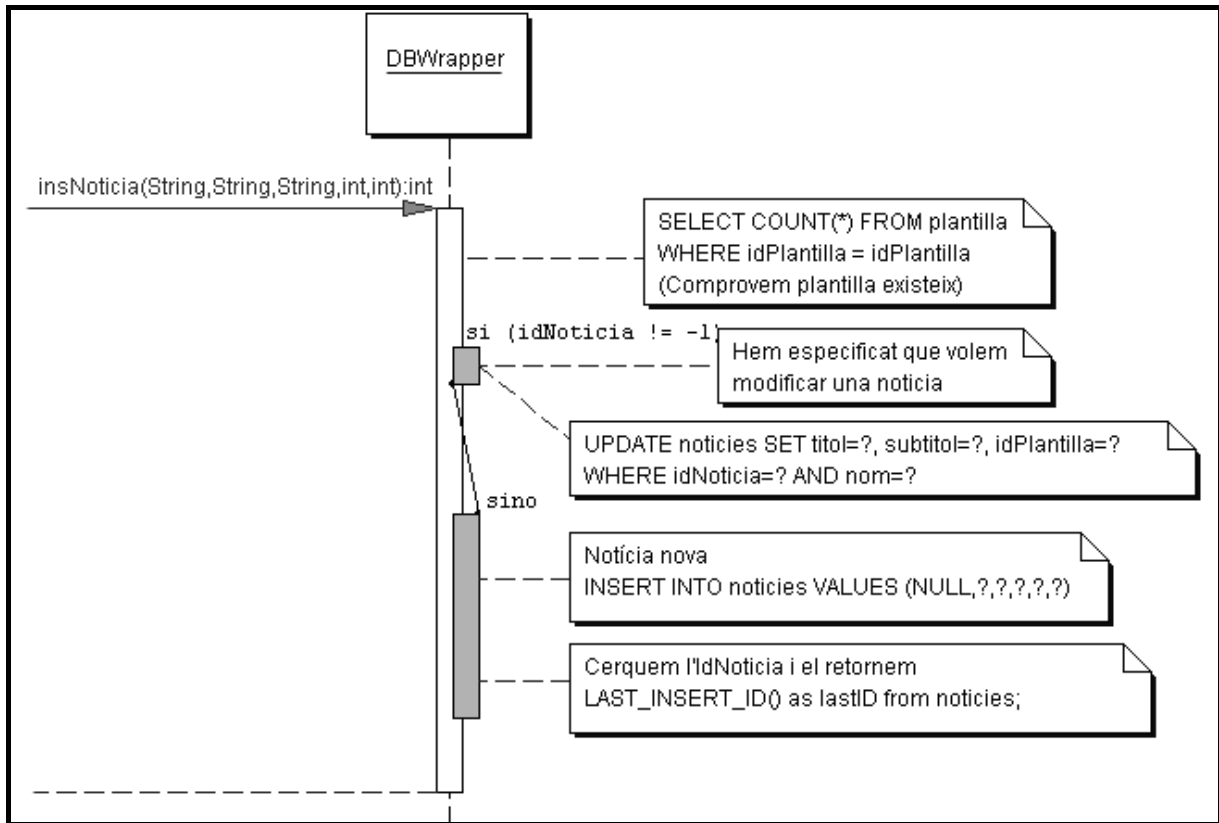 DBWrapper
insNoticia(String,String,String,int,int):int
SELECT COUNT(*) FROM plantilla
WHERE idPlantilla = idPlantilla
(Comprovem plantilla existeix)
si (idNoticia != -1)
Hem especificat que volem
modificar una noticia
UPDATE noticies SET titol=?, subtitol=?, idPlantilla=?
WHERE idNoticia=? AND nom=?
sino
Notícia nova
INSERT INTO noticies VALUES (NULL,?,?,?,?,?)
Cerquem l'IdNoticia i el retornem
LAST_INSERT_ID() as lastID from noticies;